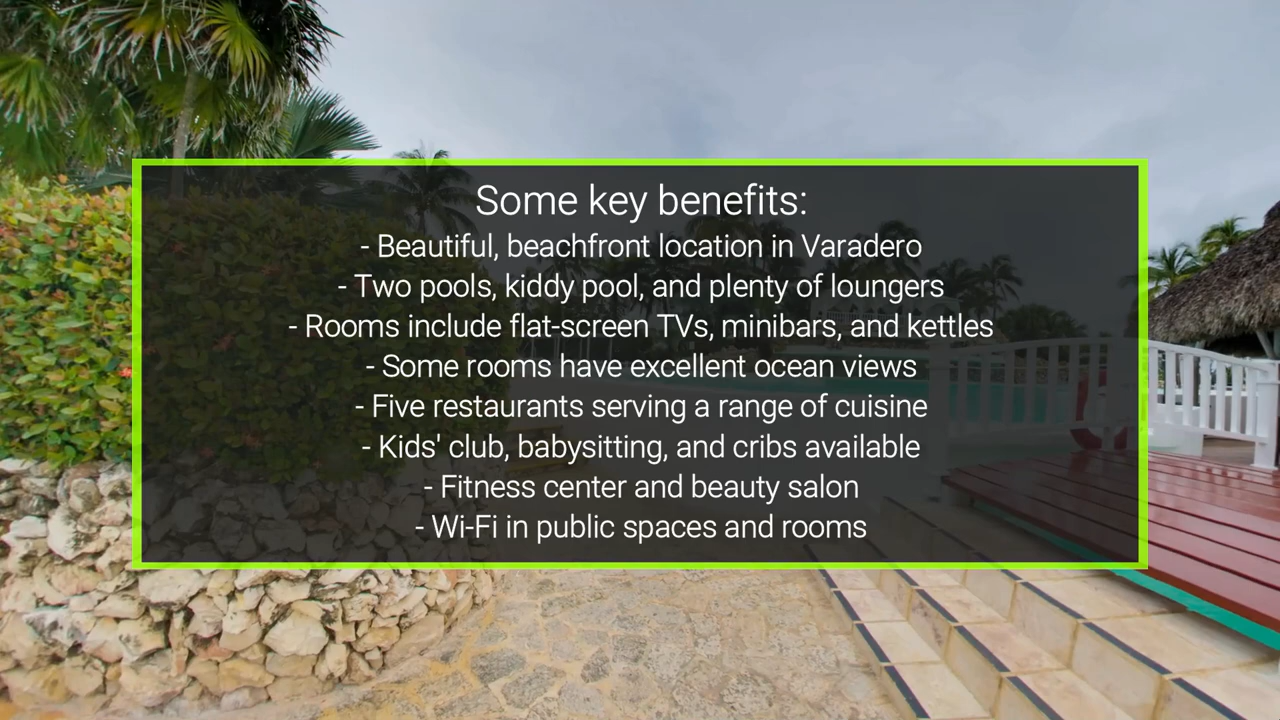 Some key benefits:
- Beautiful, beachfront location in Varadero
- Two pools, kiddy pool, and plenty of loungers
- Rooms include flat-screen TVs, minibars, and kettles
- Some rooms have excellent ocean views
- Five restaurants serving a range of cuisine
- Kids' club, babysitting, and cribs available
- Fitness center and beauty salon
- Wi-Fi in public spaces and rooms